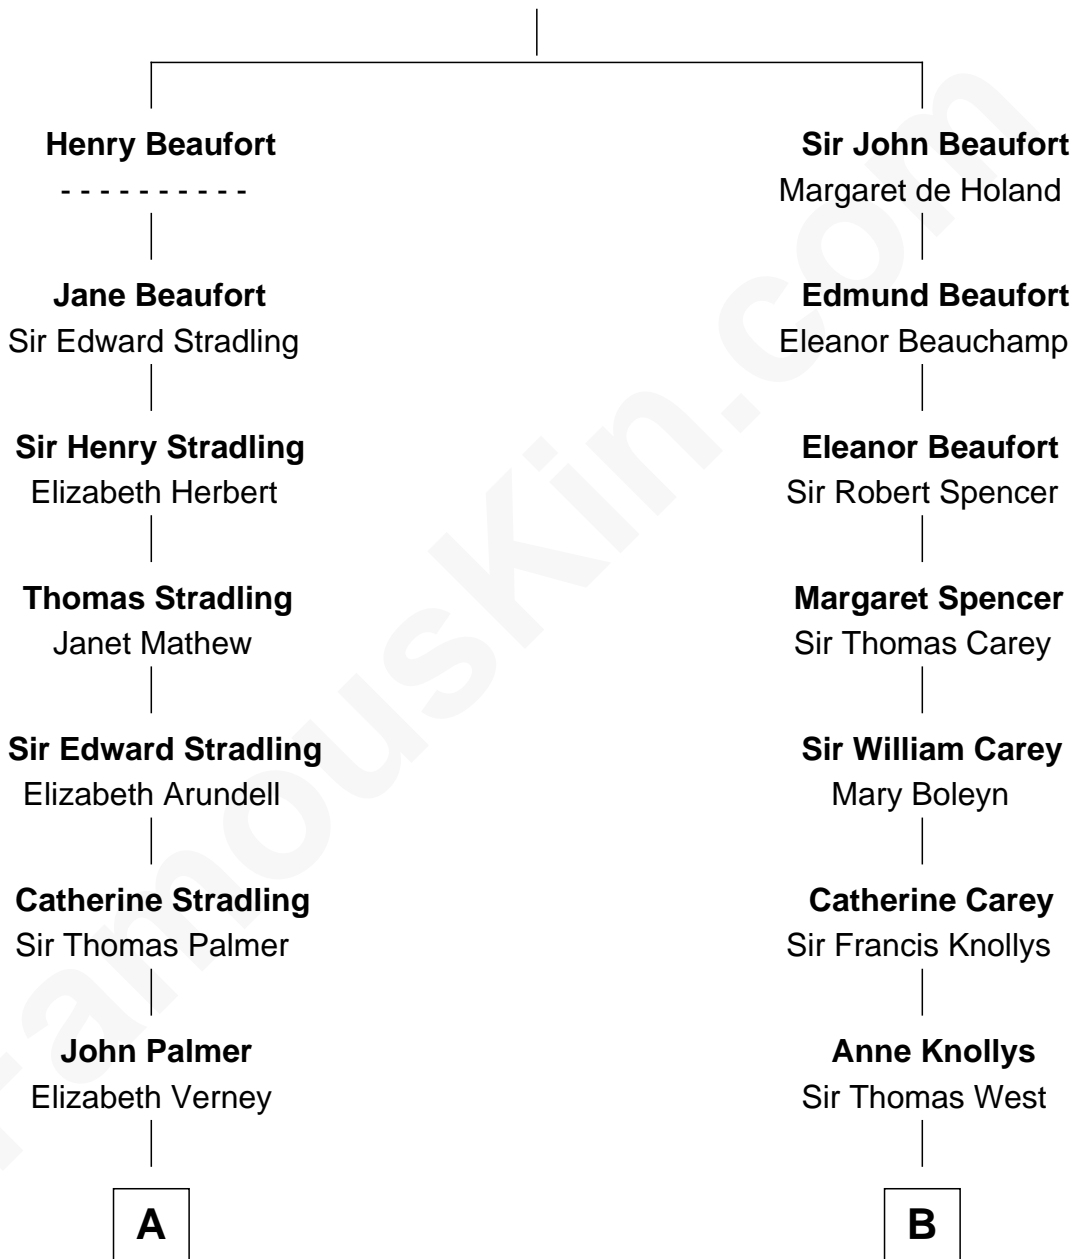 Henry Beaufort
- - - - - - - - - -
Jane Beaufort
Sir Edward Stradling
Sir Henry Stradling
Elizabeth Herbert
Thomas Stradling
Janet Mathew
Sir Edward Stradling
Elizabeth Arundell
Catherine Stradling
Sir Thomas Palmer
John Palmer
Elizabeth Verney
A
Sir John Beaufort
Margaret de Holand
Edmund Beaufort
Eleanor Beauchamp
Eleanor Beaufort
Sir Robert Spencer
Margaret Spencer
Sir Thomas Carey
Sir William Carey
Mary Boleyn
Catherine Carey
Sir Francis Knollys
Anne Knollys
Sir Thomas West
B
FamousKin.com